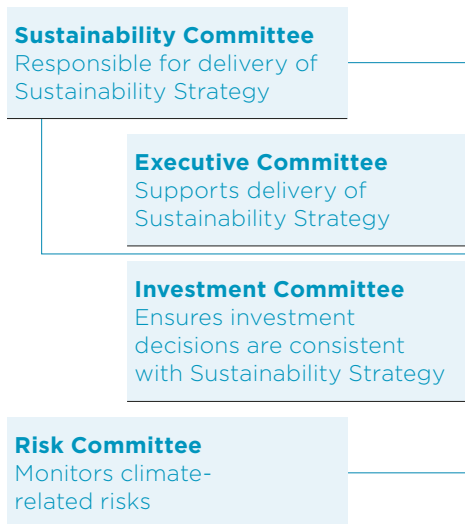 Sustainability Committee
Responsible for delivery of
Sustainability Strategy
Executive Committee
Supports delivery of
Sustainability Strategy
Investment Committee
Ensures investment
decisions are consistent
with Sustainability Strategy
Risk Committee
Monitors climate-
related risks